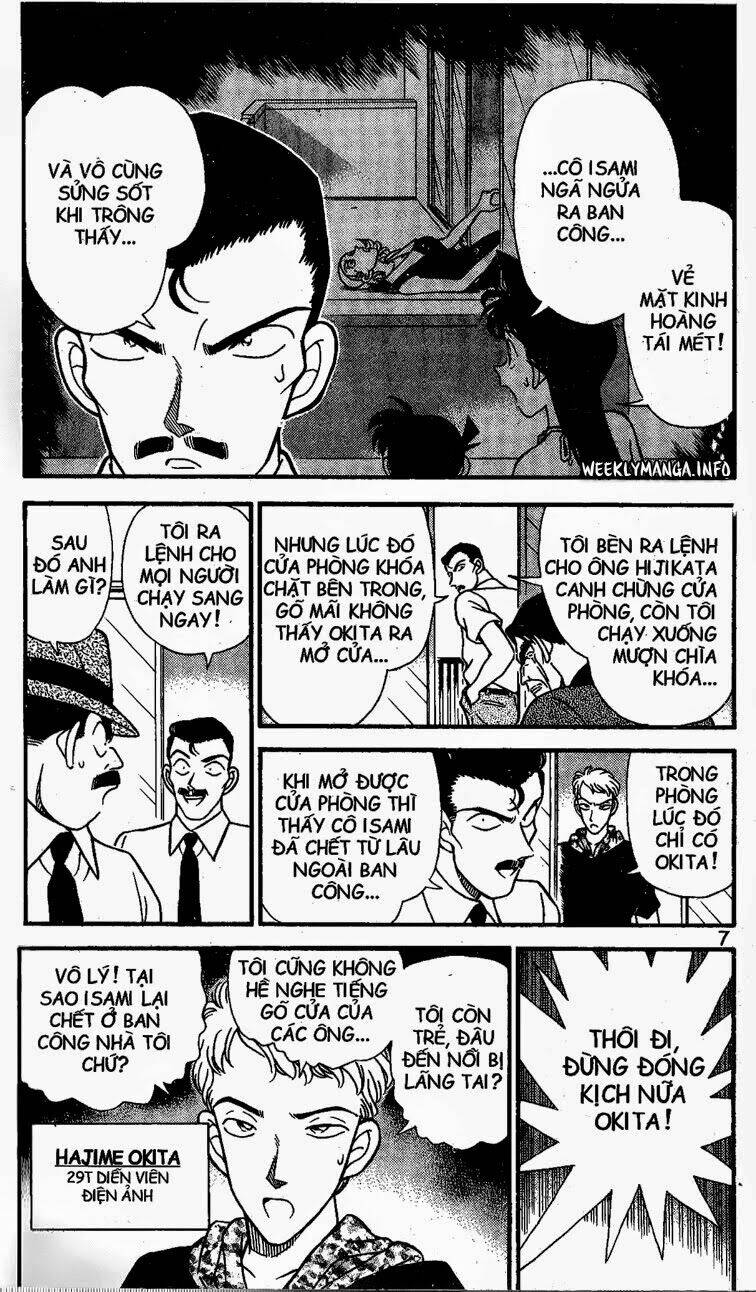 VÀ VÔ CÙNG
SỬNG SỐT
KHI TRÔNG
THẤY...
...CÔ ISAMI
NGÃ NGỬA
RA BAN
CÔNG...
VẺ
MẶT KINH
HOÀNG
TÁI MÉT!
WEEKLYMANGA.INFO
SAU
ĐÓ ANH
LÀM GÌ?
TÔI RA
LỆNH CHO
MỌI NGƯỜI
CHẠY SANG
NGAY!
NHƯNG LÚC ĐÓ
CỬA PHÒNG KHÓA
CHẶT BÊN TRONG,
GÕ MÃI KHÔNG
THẤY OKITA RA
MỞ CỬA...
TÔI BÈN RA LỆNH
CHO ÔNG HIJIKATA
CANH CHỪNG CỬA
PHÒNG, CÒN TÔI
CHẠY XUỐNG
MƯỢN CHÌA
KHÓA...
KHI MỞ ĐƯỢC
CỬA PHÒNG THÌ
THẤY CÔ ISAMI
ĐÃ CHẾT TỪ LÂU
NGOÀI BAN
CÔNG...
TRONG
PHÒNG
LÚC ĐÓ
CHỈ CÓ
OKITA!
7
VÔ LÝ! TẠI
SAO ISAMI LẠI
CHẾT Ở BAN
CÔNG NHÀ TÔI
CHỨ?
TÔI CŨNG KHÔNG
HỀ NGHE TIẾNG
GÕ CỬA CỦA
CÁC ÔNG...
TÔI CÒN
TRẺ, ĐÂU
ĐẾN NỔI BỊ
LÃNG TAI?
HAJIME OKITA
29T DIỄN VIÊN
ĐIỆN ẢNH
THÔI ĐI,
ĐỪNG ĐÓNG
KỊCH NỮA
OKITA!